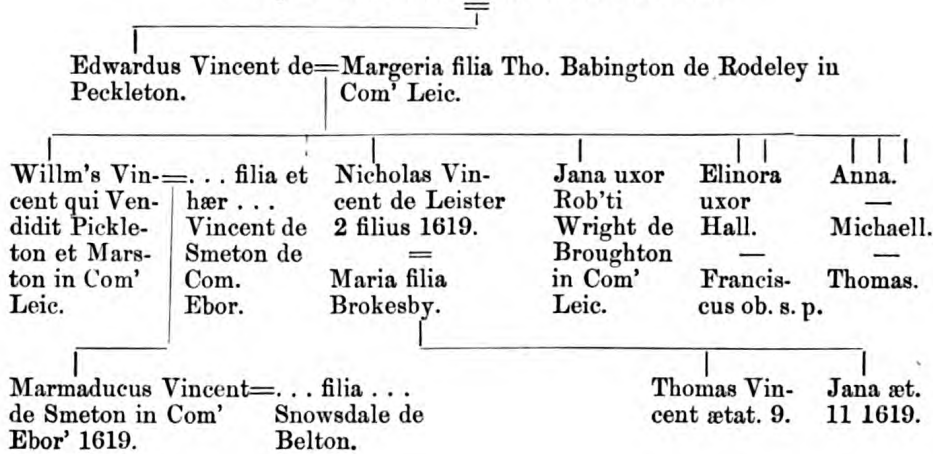 Edwardus Vincent de=Margeria filia Tho. Babington de Rodeley in
Peckleton. Com' Leic.
Willm's Vin-=. . . filia et
cent qui Ven- hær . . .
didit Pickle- Vincent de
ton et Mars- Smeton de
ton in Com' Com.
Leic. Ebor.
Nicholas Vin-
cent de Leister
2 filius 1619.
=
Maria filia
Brokesby.
Jana uxor
Rob'ti
Wright de
Broughton
in Com'
Leic.
Elinora
uxor
Hall.
—
Francis-
cus ob. s. p.
Anna.
—
Michaell.
—
Thomas.
Marmaducus Vincent=. . . filia . . .
de Smeton in Com' Snowsdale de
Ebor' 1619. Belton.
Thomas Vin-
cent ætat. 9.
Jana æt.
11 1619.